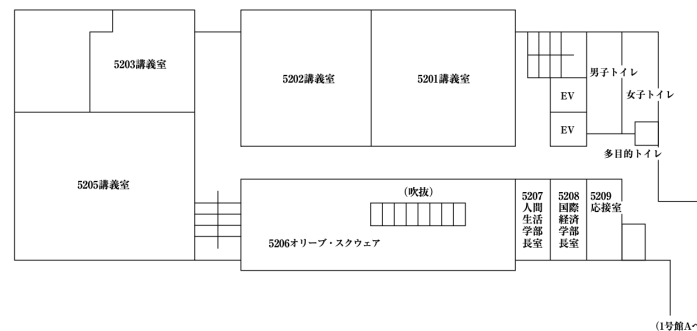 5203講義室
5202講義室
5201講義室
男子トイレ
女子トイレ
EV
EV
多目的トイレ
5205講義室
(吹抜)
5206オリーブ・スクウェア
5207
人間
生活
学部
長室
5208
国際
経済
学部
長室
5209
応接室
(1号館Aへ